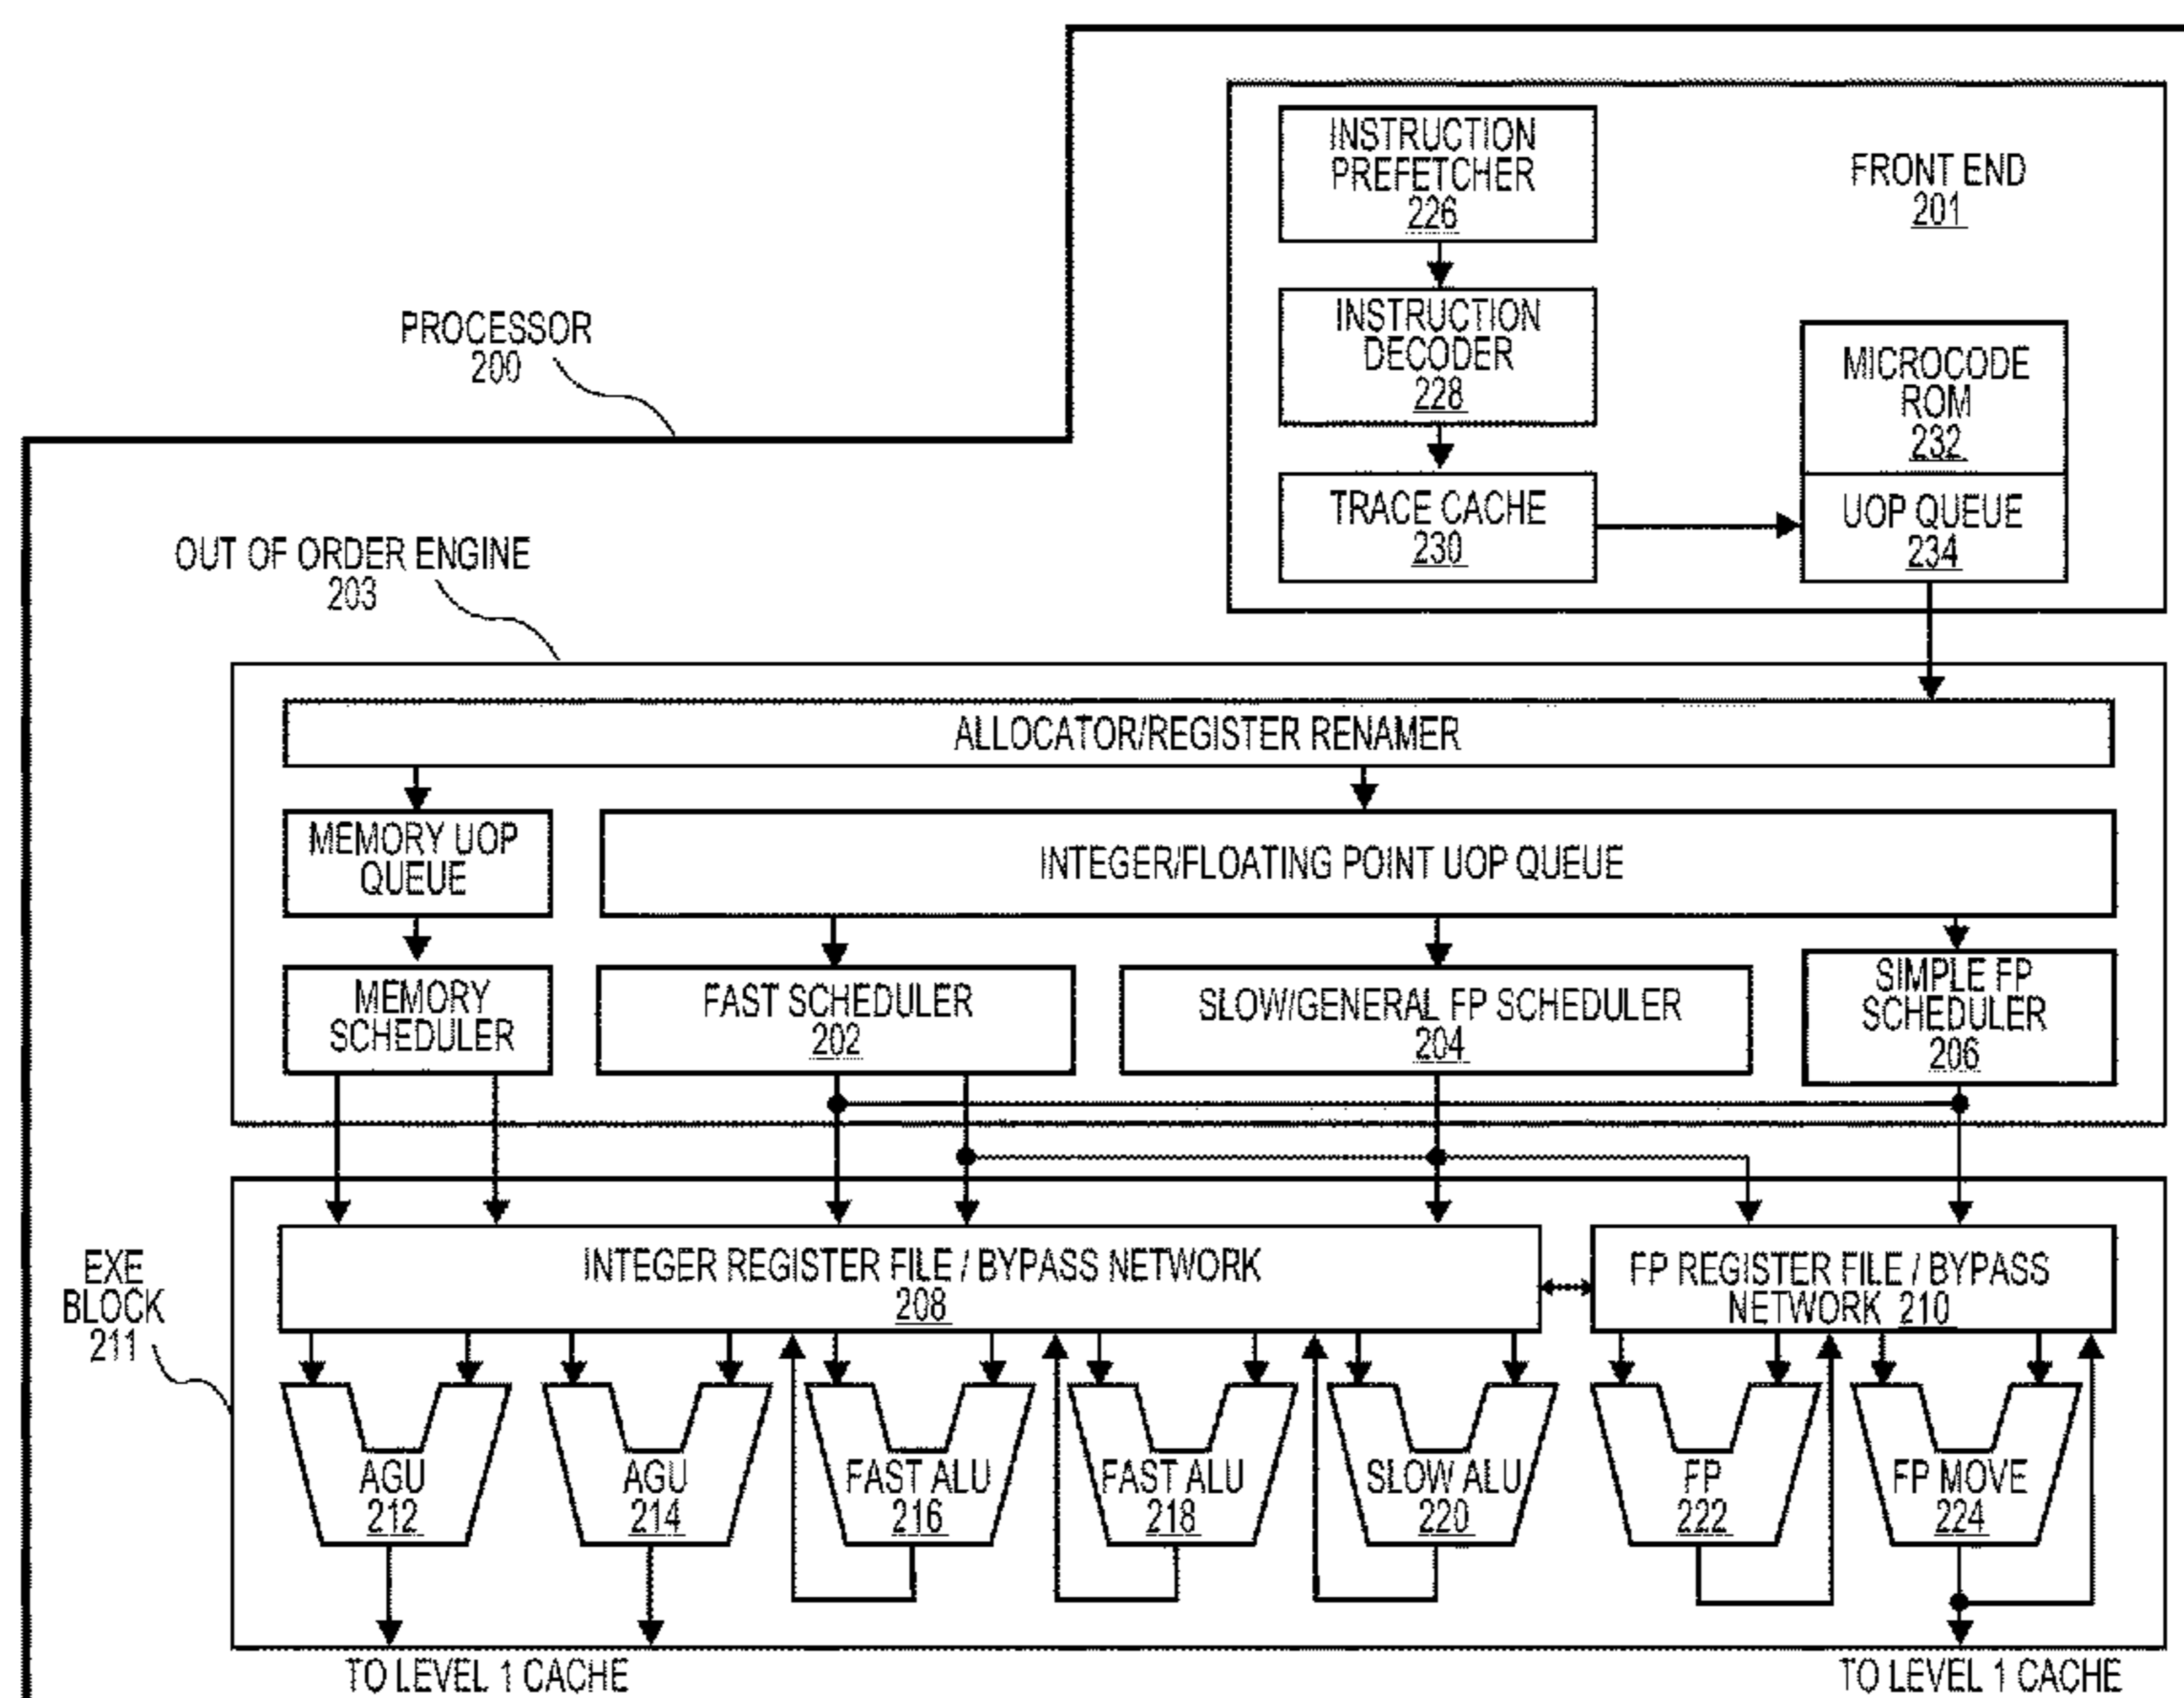 INSTRUCTION
PREFETCHER
226
FRONT END
201
INSTRUCTION
DECODER
228
PROCESSOR
200
MICROCODE
ROM
232
TRACE CACHE
230
UOP QUEUE
234
OUT OF ORDER ENGINE
203
ALLOCATOR/REGISTER RENAMER
MEMORY UOP
QUEUE
INTEGER/FLOATING POINT UOP QUEUE
MEMORY
SCHEDULER
FAST SCHEDULER
202
SLOW/GENERAL FP SCHEDULER
204
SIMPLE FP
SCHEDULER
206
EXE
BLOCK
211
INTEGER REGISTER FILE / BYPASS NETWORK
208
FP REGISTER FILE / BYPASS
NETWORK 210
AGU
212
AGU
214
FAST ALU
216
FAST ALU
218
SLOW ALU
220
FP
222
FP MOVE
224
TO LEVEL 1 CACHE
TO LEVEL 1 CACHE